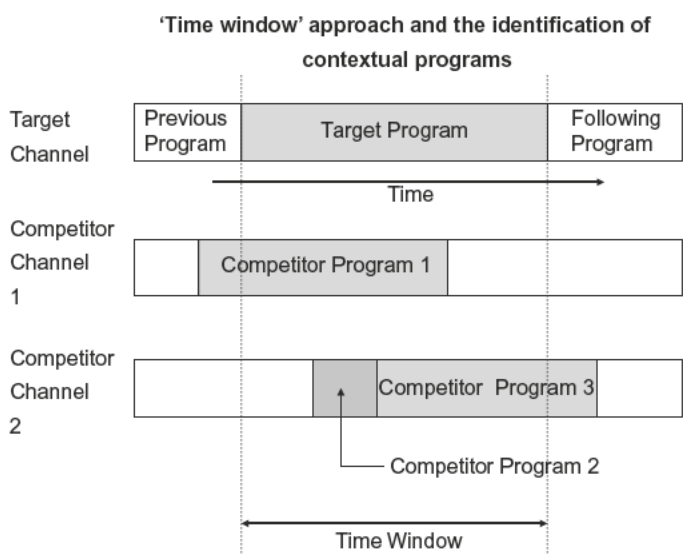 ‘Time window’ approach and the identification of
contextual programs
Target
Channel
Previous
Program
Target Program
Following
Program
Time
Competitor
Channel
1
Competitor Program 1
Competitor
Channel
2
Competitor Program 3
Competitor Program 2
Time Window